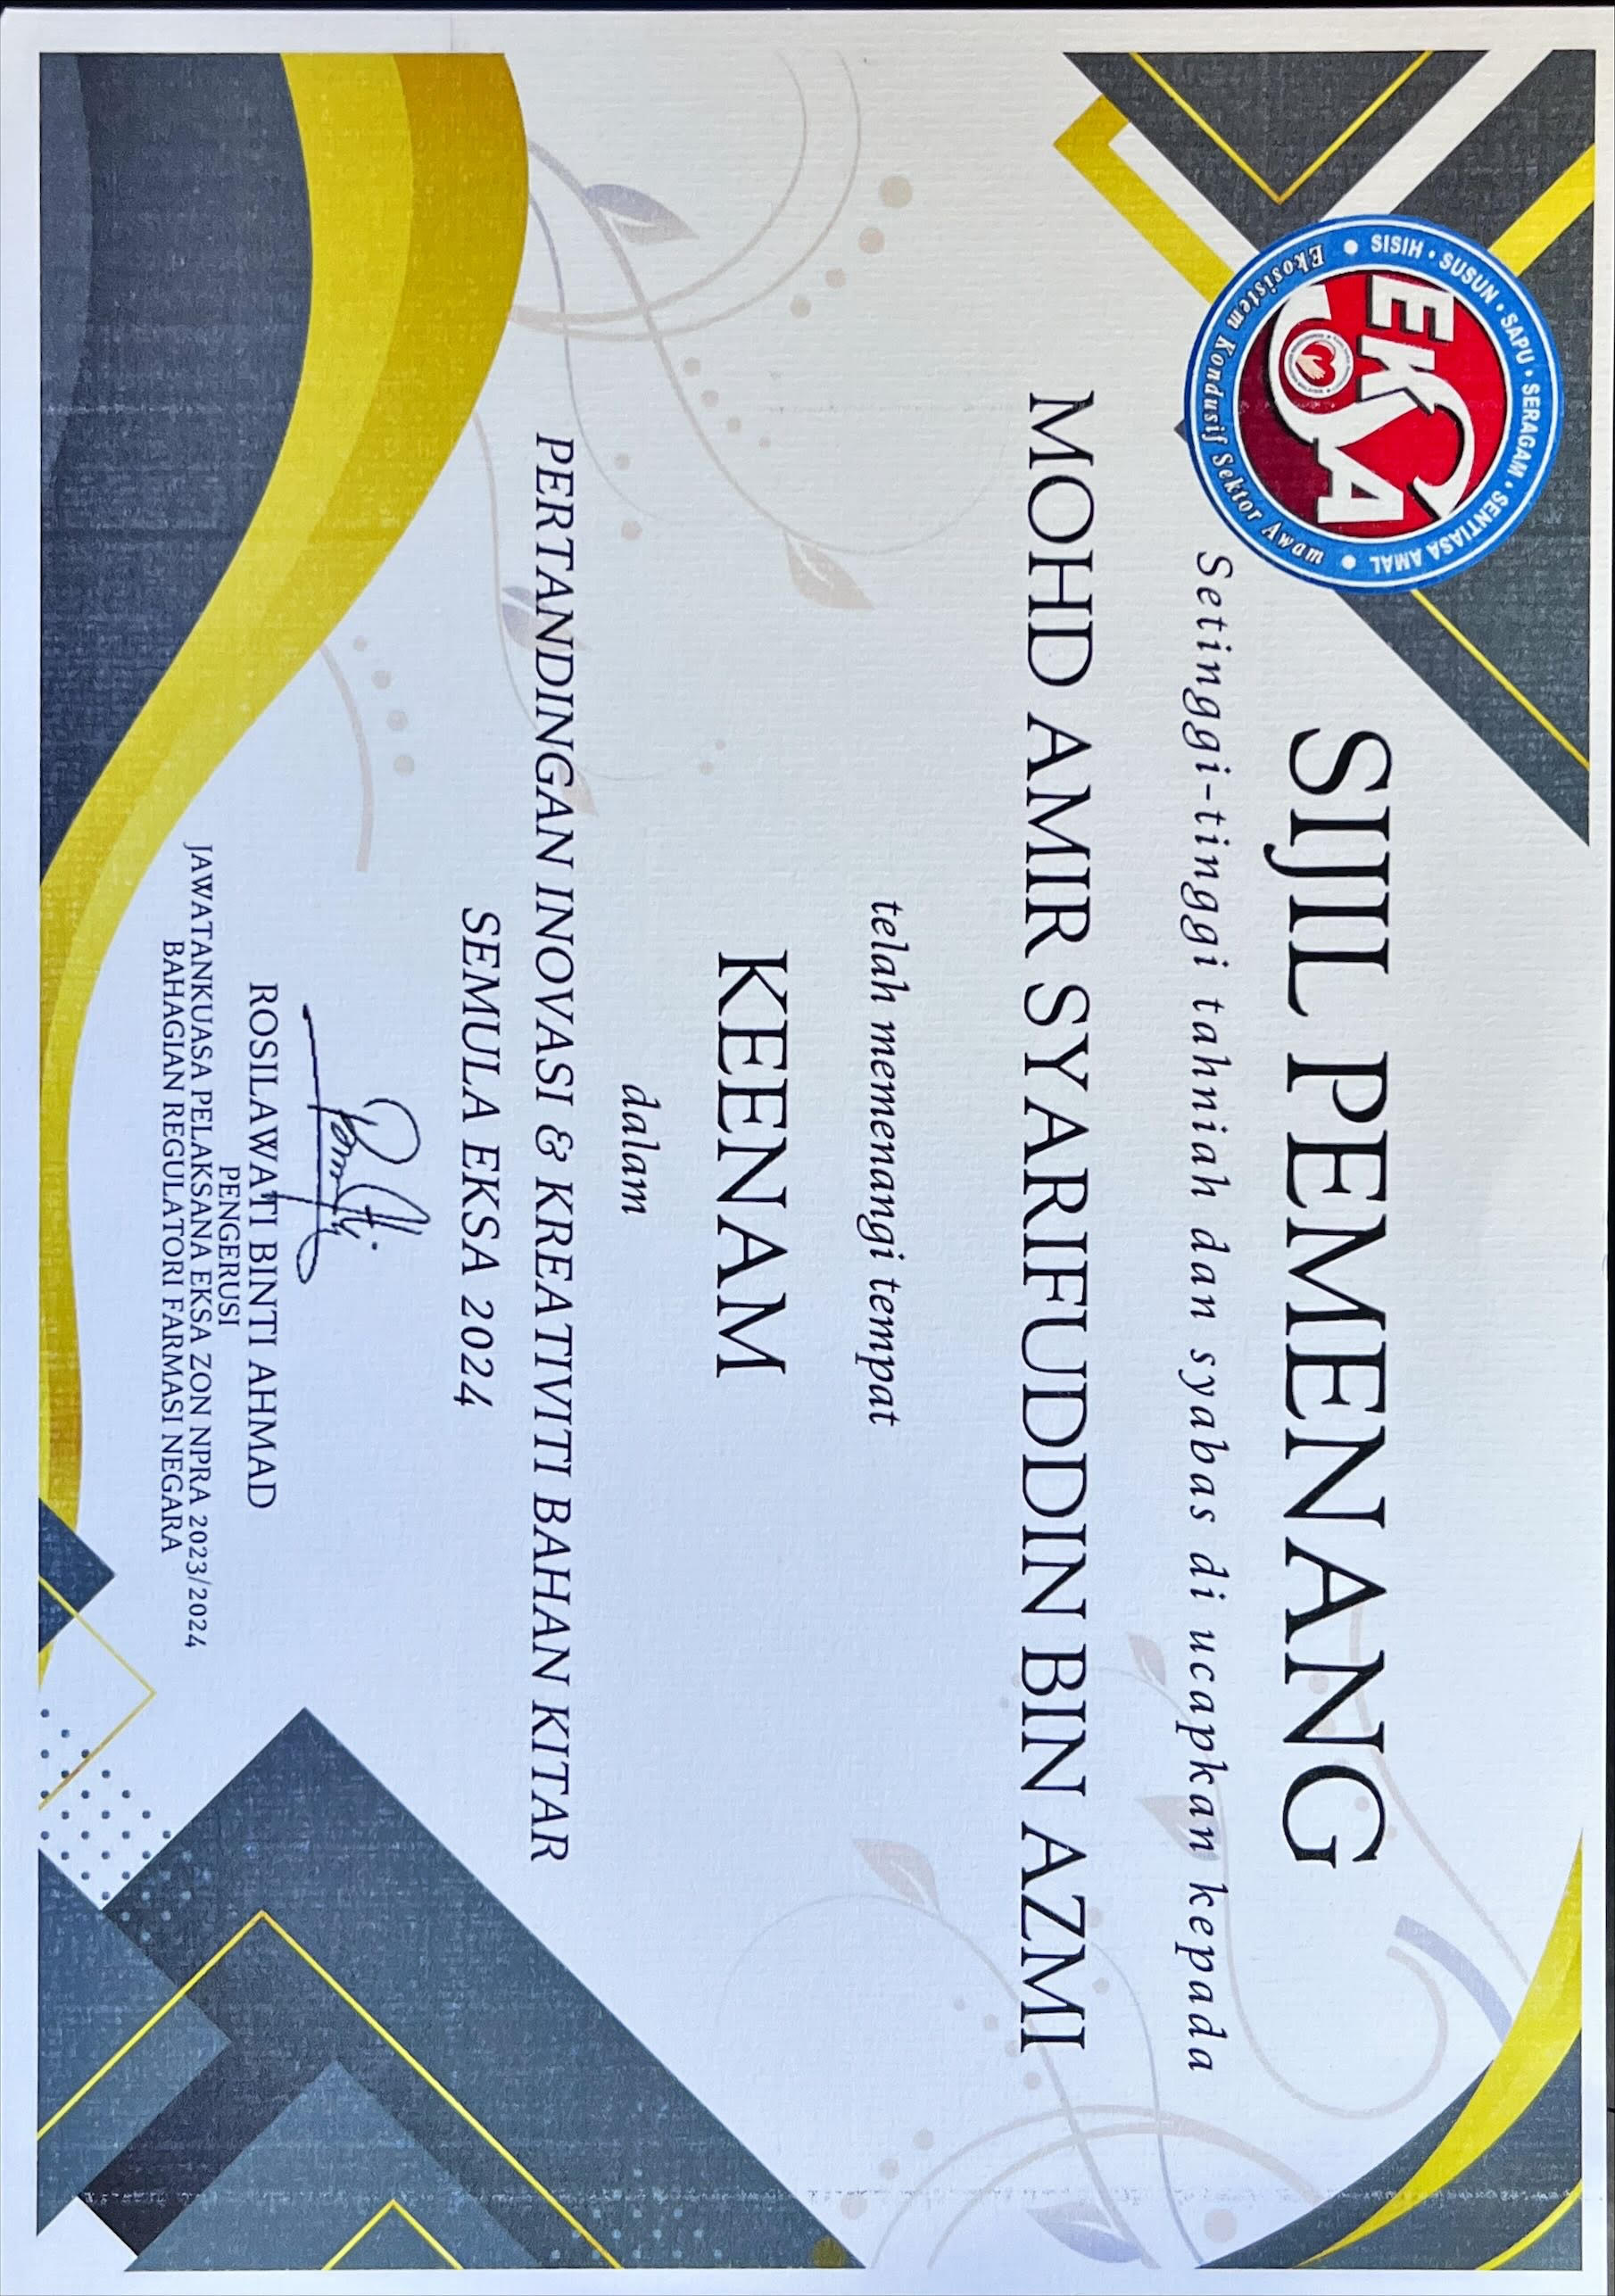 SISIH • SUSUN • SAPU • SERAGAM • SENTIASA AMAL
EKSA
Ekosistem Kondusif Sektor Awam
SIJIL PEMENANG
Setinggi-tinggi tahniah dan syabas di ucapkan kepada
MOHD AMIR SYARIFUDDIN BIN AZMI
telah memenangi tempat
KEENAM
dalam
PERTANDINGAN INOVASI & KREATIVITI BAHAN KITAR
SEMULA EKSA 2024
ROSILAWATI BINTI AHMAD
PENGERUSI
JAWATANKUASA PELAKSANA EKSA ZON NPRA 2023/2024
BAHAGIAN REGULATORI FARMASI NEGARA